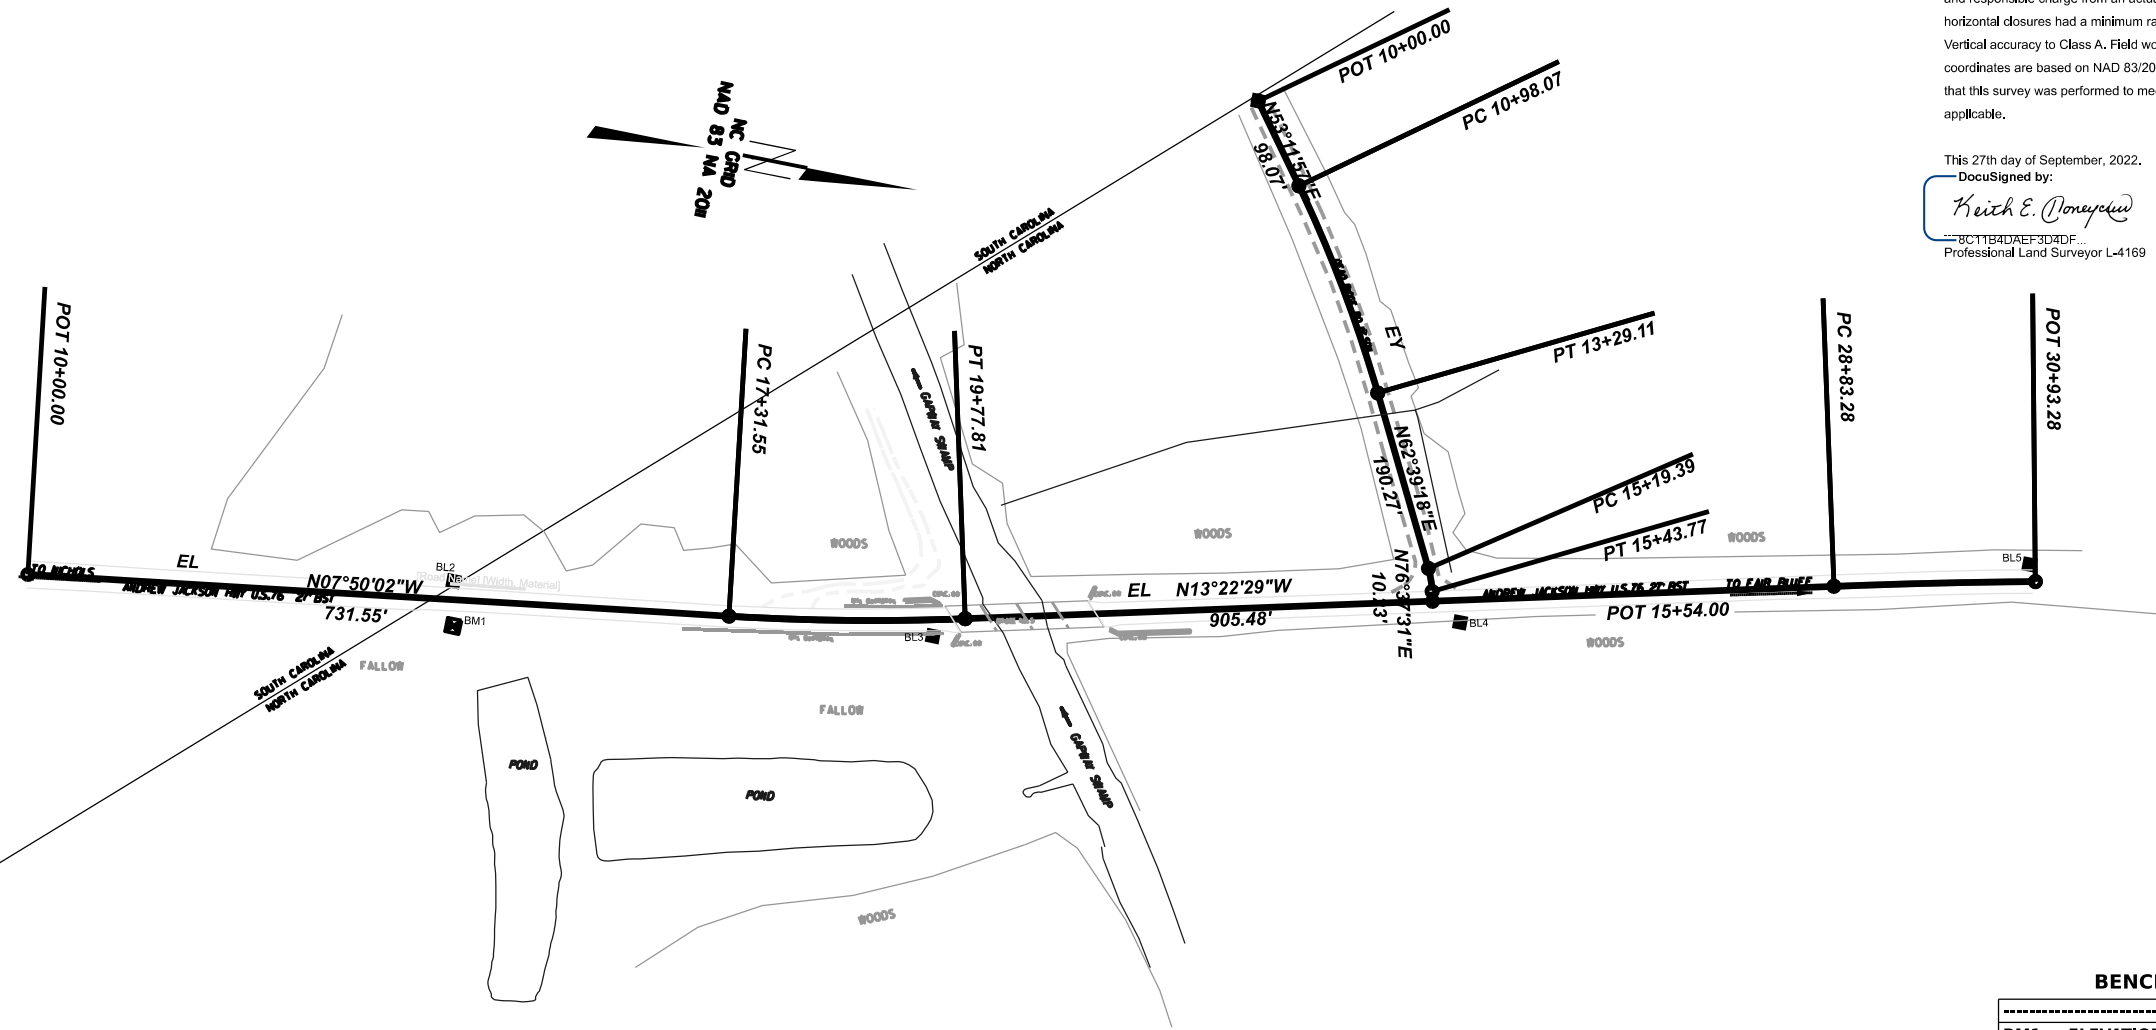 and responsible charge from an actua
horizontal closures had a minimum ra
Vertical accuracy to Class A. Field wo
coordinates are based on NAD 83/20
that this survey was performed to me
applicable.
This 27th day of September, 2022.
DocuSigned by:
Keith E.
8C11B4DAEF3D4DF...
Professional Land Surveyor L-4169
NC GRID
NAD 83 NA 2011
POT 10+00.00
PC 10+98.07
N53°11'57"E
98.07'
SOUTH CAROLINA
NORTH CAROLINA
POT 10+00.00
PC 17+31.55
PT 19+77.81
GAPWAY SWAMP
EY
PT 13+29.11
PC 28+83.28
POT 30+93.28
N62°39'18"E
190.27'
PC 15+19.39
PT 15+43.77
WOODS
WOODS
WOODS
BL5
TO NICHOLS
EL
BL2
N07°50'02"W
[Road Name] [Width, Material]
ANDREW JACKSON HWY U.S.76 27' BST
731.55'
BM1
BL3
EL
N13°22'29"W
905.48'
N76°37'31"E
10.23'
ANDREW JACKSON HWY U.S.76 27' BST
TO FAIR BLUFF
POT 15+54.00
BL4
WOODS
SOUTH CAROLINA
NORTH CAROLINA
FALLOW
FALLOW
GAPWAY SWAMP
POND
POND
WOODS
BENC